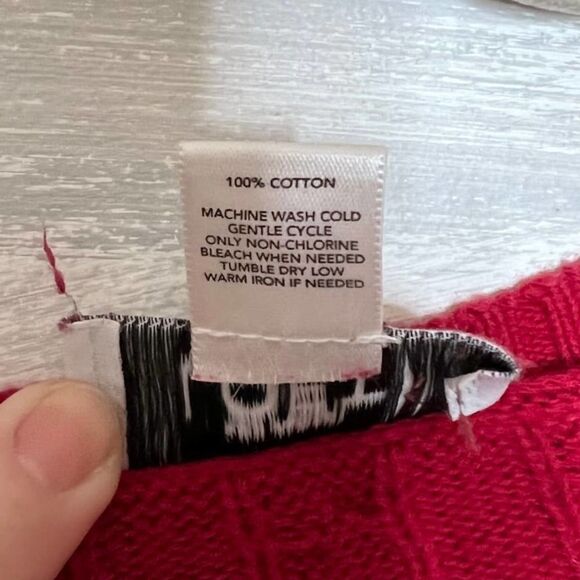 100% COTTON
MACHINE WASH COLD
GENTLE CYCLE
ONLY NON-CHLORINE
BLEACH WHEN NEEDED
TUMBLE DRY LOW
WARM IRON IF NEEDED